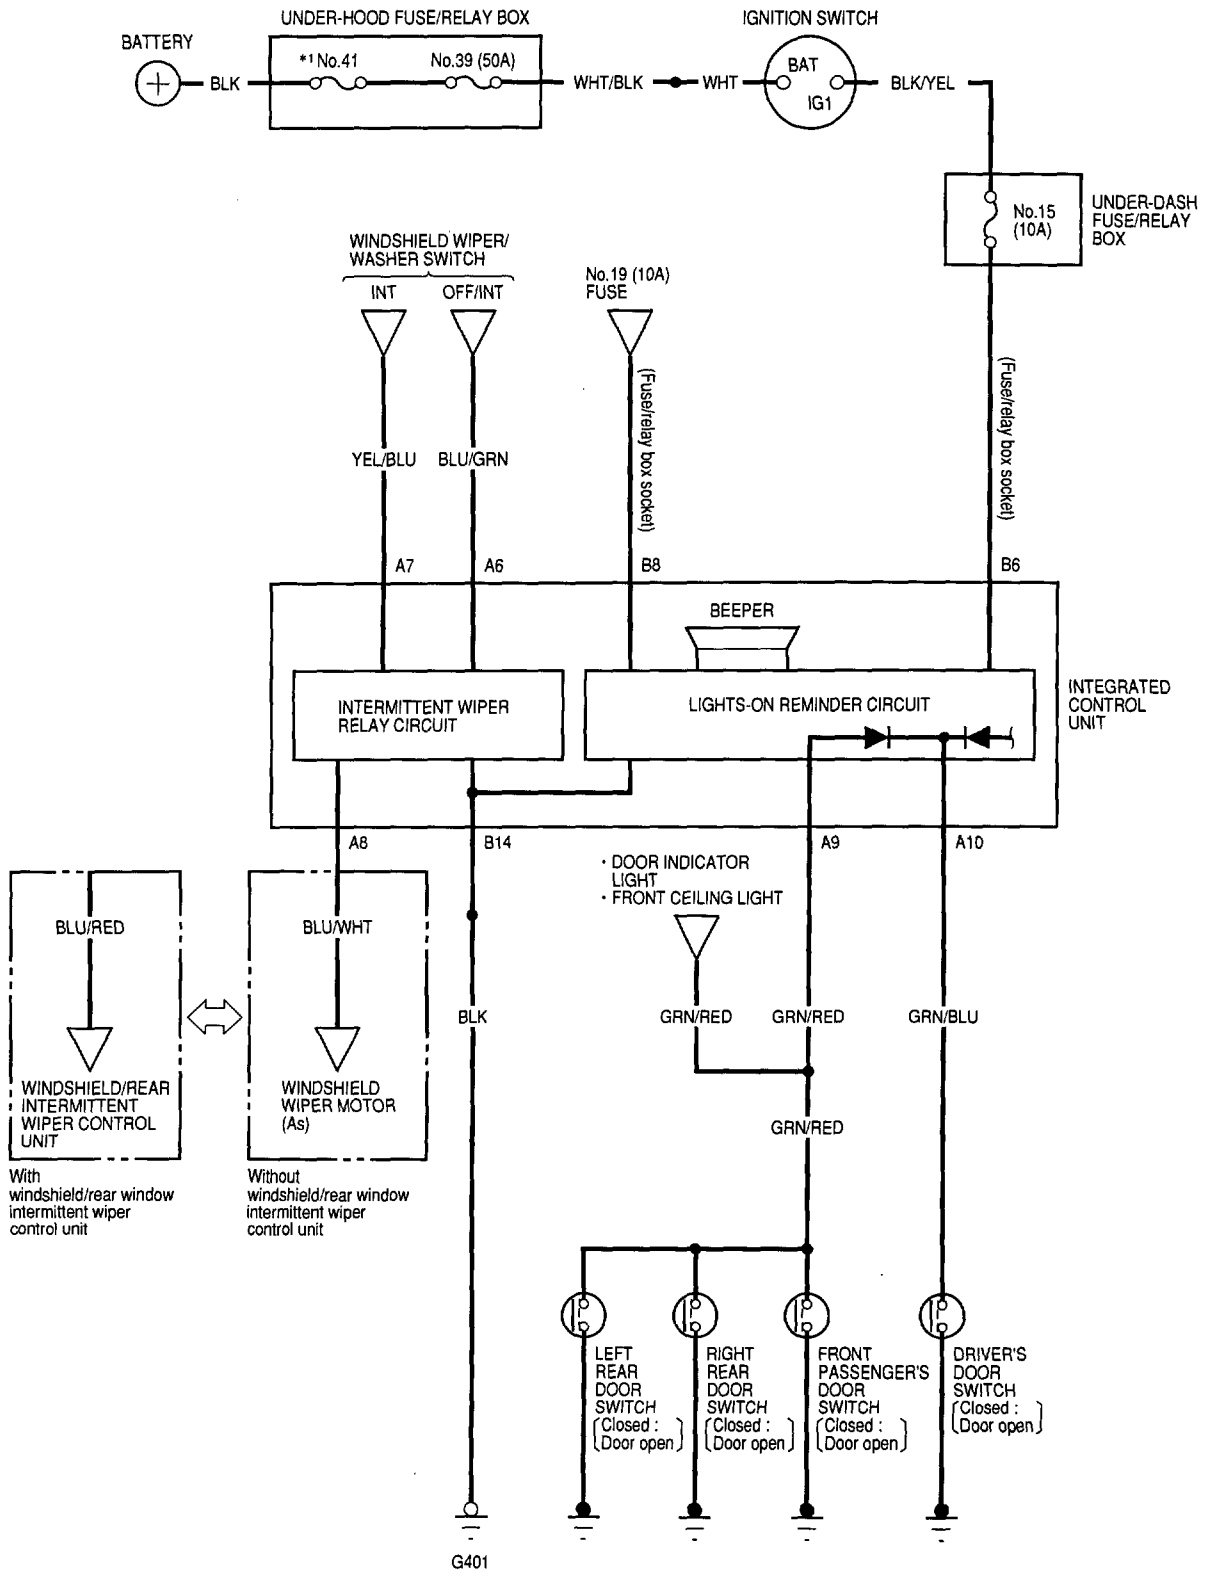 UNDER-HOOD FUSE/RELAY BOX
IGNITION SWITCH
BATTERY
*1 No.41
No.39 (50A)
BAT
IG1
BLK
WHT/BLK
WHT
BLK/YEL
No.15
(10A)
UNDER-DASH
FUSE/RELAY
BOX
WINDSHIELD WIPER/
WASHER SWITCH
INT
OFF/INT
No.19 (10A)
FUSE
(Fuse/relay box socket)
(Fuse/relay box socket)
YEL/BLU
BLU/GRN
A7
A6
B8
B6
BEEPER
INTERMITTENT WIPER
RELAY CIRCUIT
LIGHTS-ON REMINDER CIRCUIT
INTEGRATED
CONTROL
UNIT
A8
B14
A9
A10
• DOOR INDICATOR
LIGHT
• FRONT CEILING LIGHT
BLU/RED
BLU/WHT
BLK
GRN/RED
GRN/RED
GRN/BLU
WINDSHIELD/REAR
INTERMITTENT
WIPER CONTROL
UNIT
WINDSHIELD
WIPER MOTOR
(As)
GRN/RED
With
windshield/rear window
intermittent wiper
control unit
Without
windshield/rear window
intermittent wiper
control unit
LEFT
REAR
DOOR
SWITCH
(Closed :
Door open)
RIGHT
REAR
DOOR
SWITCH
(Closed :
Door open)
FRONT
PASSENGER'S
DOOR
SWITCH
(Closed :
Door open)
DRIVER'S
DOOR
SWITCH
(Closed :
Door open)
G401